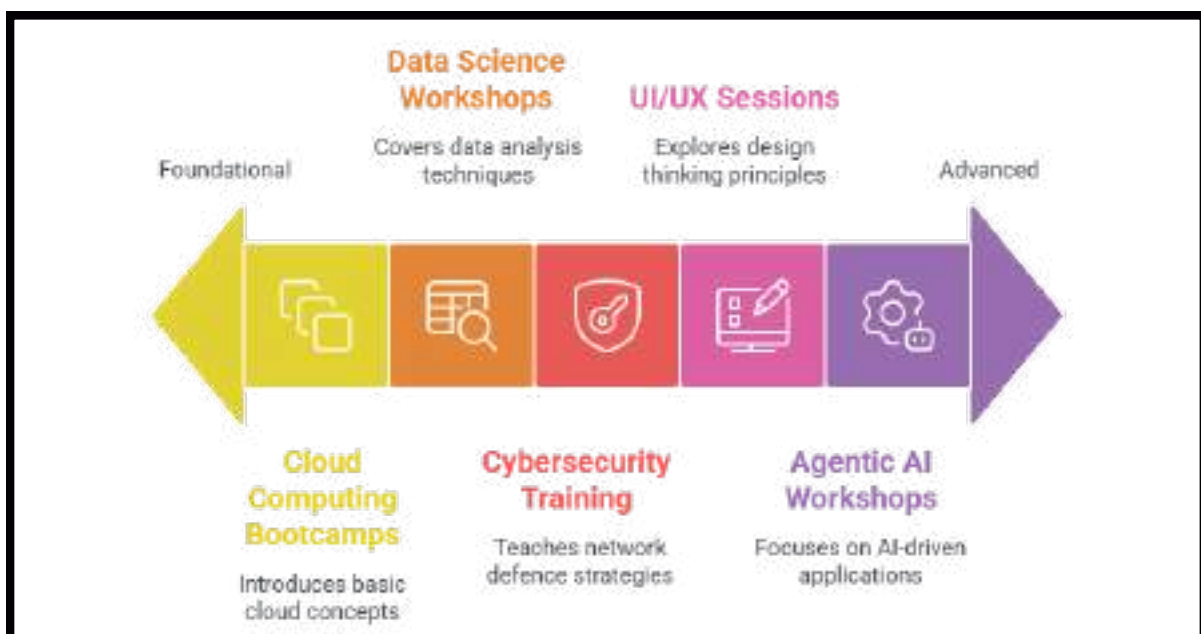 Data Science
Workshops
Covers data analysis
techniques
UI/UX Sessions
Explores design
thinking principles
Foundational
Advanced
Cloud
Computing
Bootcamps
Introduces basic
cloud concepts
Cybersecurity
Training
Teaches network
defence strategies
Agentic AI
Workshops
Focuses on AI-driven
applications